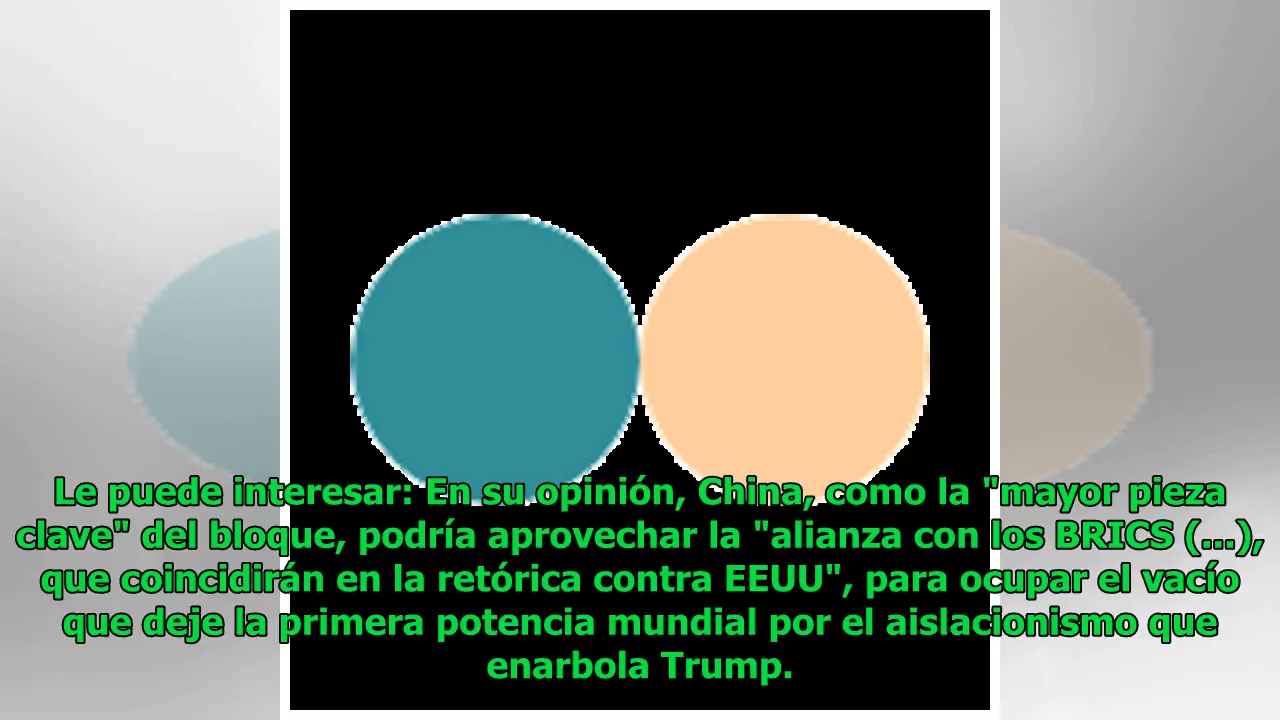 Le puede interesar: En su opinión, China, como la "mayor pieza
clave" del bloque, podría aprovechar la "alianza con los BRICS (...),
que coincidirán en la retórica contra EEUU", para ocupar el vacío
que deje la primera potencia mundial por el aislacionismo que
enarbola Trump.